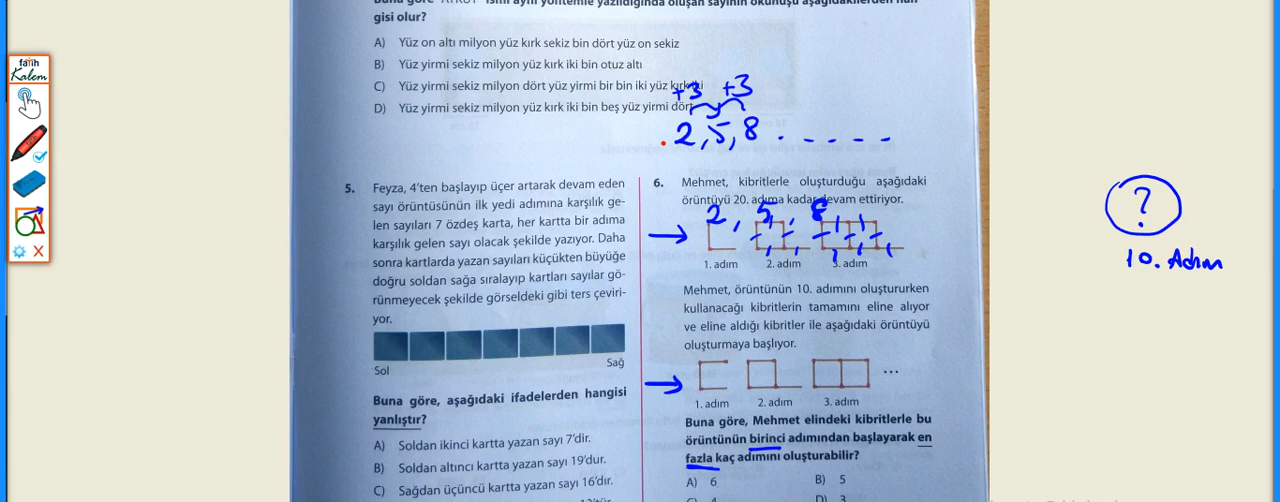 gisi olur?
A) Yüz on altı milyon yüz kırk sekiz bin dört yüz on sekiz
B) Yüz yirmi sekiz milyon yüz kırk iki bin otuz altı
C) Yüz yirmi sekiz milyon dört yüz yirmi bir bin iki yüz kırk iki
D) Yüz yirmi sekiz milyon yüz kırk iki bin beş yüz yirmi dört
+3 +3
2, 5, 8 . - - - -
5. Feyza, 4'ten başlayıp üçer artarak devam eden
sayı örüntüsünün ilk yedi adımına karşılık ge-
len sayıları 7 özdeş karta, her kartta bir adıma
karşılık gelen sayı olacak şekilde yazıyor. Daha
sonra kartlarda yazan sayıları küçükten büyüğe
doğru soldan sağa sıralayıp kartları sayılar gö-
rünmeyecek şekilde görseldeki gibi ters çeviri-
yor.
Sol Sağ
Buna göre, aşağıdaki ifadelerden hangisi
yanlıştır?
A) Soldan ikinci kartta yazan sayı 7'dir.
B) Soldan altıncı kartta yazan sayı 19'dur.
C) Sağdan üçüncü kartta yazan sayı 16'dır.
6. Mehmet, kibritlerle oluşturduğu aşağıdaki
örüntüyü 20. adıma kadar devam ettiriyor.
2, 5, 8
1. adım 2. adım 3. adım
Mehmet, örüntünün 10. adımını oluştururken
kullanacağı kibritlerin tamamını eline alıyor
ve eline aldığı kibritler ile aşağıdaki örüntüyü
oluşturmaya başlıyor.
...
1. adım 2. adım 3. adım
Buna göre, Mehmet elindeki kibritlerle bu
örüntünün birinci adımından başlayarak en
fazla kaç adımını oluşturabilir?
A) 6 B) 5
?
10. Adım
fatih
Kalem